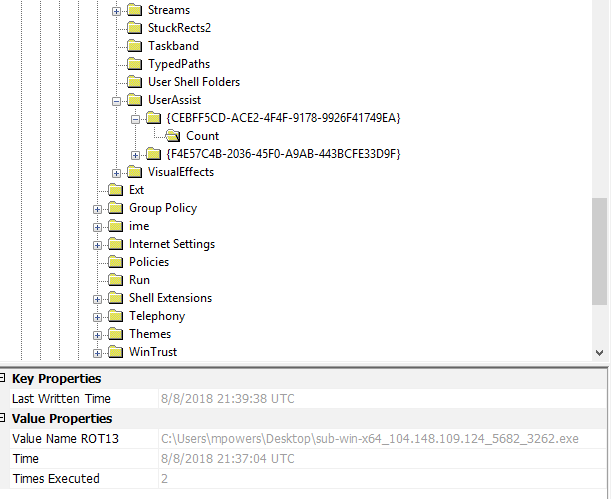 Streams
StuckRects2
Taskband
TypedPaths
User Shell Folders
UserAssist
{CEBFF5CD-ACE2-4F4F-9178-9926F41749EA}
Count
{F4E57C4B-2036-45F0-A9AB-443BCFE33D9F}
VisualEffects
Ext
Group Policy
ime
Internet Settings
Policies
Run
Shell Extensions
Telephony
Themes
WinTrust
Key Properties
Last Written Time 8/8/2018 21:39:38 UTC
Value Properties
Value Name ROT13 C:\Users\mpowers\Desktop\sub-win-x64_104.148.109.124_5682_3262.exe
Time 8/8/2018 21:37:04 UTC
Times Executed 2